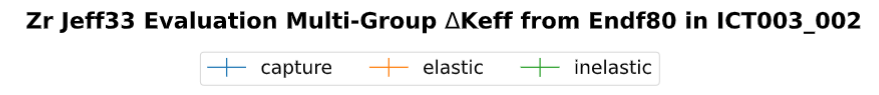 Zr Jeff33 Evaluation Multi-Group ΔKeff from Endf80 in ICT003_002
capture elastic inelastic